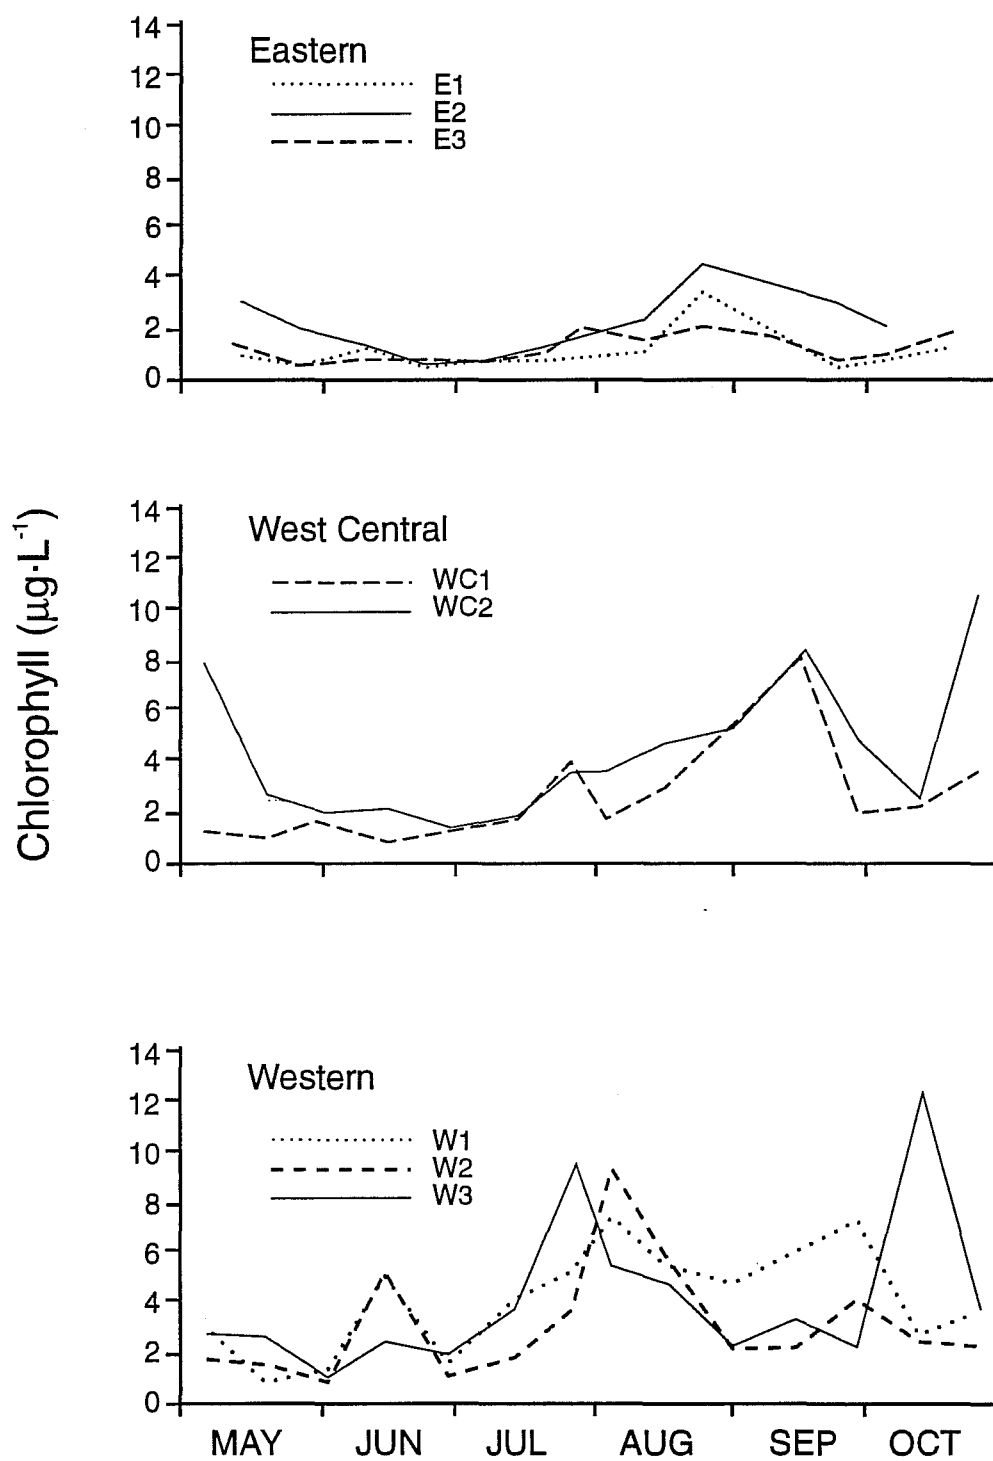 Chlorophyll (µg·L⁻¹)
14
12
10
8
6
4
2
0
Eastern
E1
E2
E3
14
12
10
8
6
4
2
0
West Central
WC1
WC2
14
12
10
8
6
4
2
0
Western
W1
W2
W3
MAY JUN JUL AUG SEP OCT